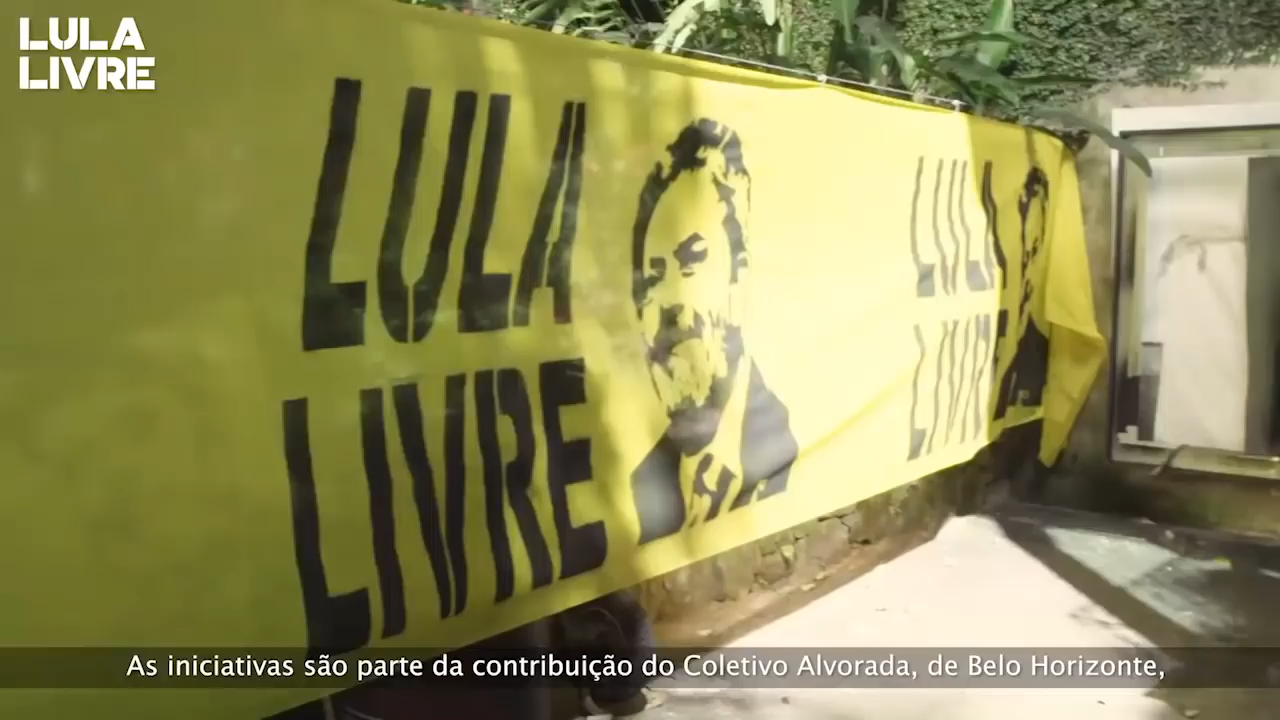 LULA
LIVRE
LULA
LIVRE
LULA
LIVRE
As iniciativas são parte da contribuição do Coletivo Alvorada, de Belo Horizonte,